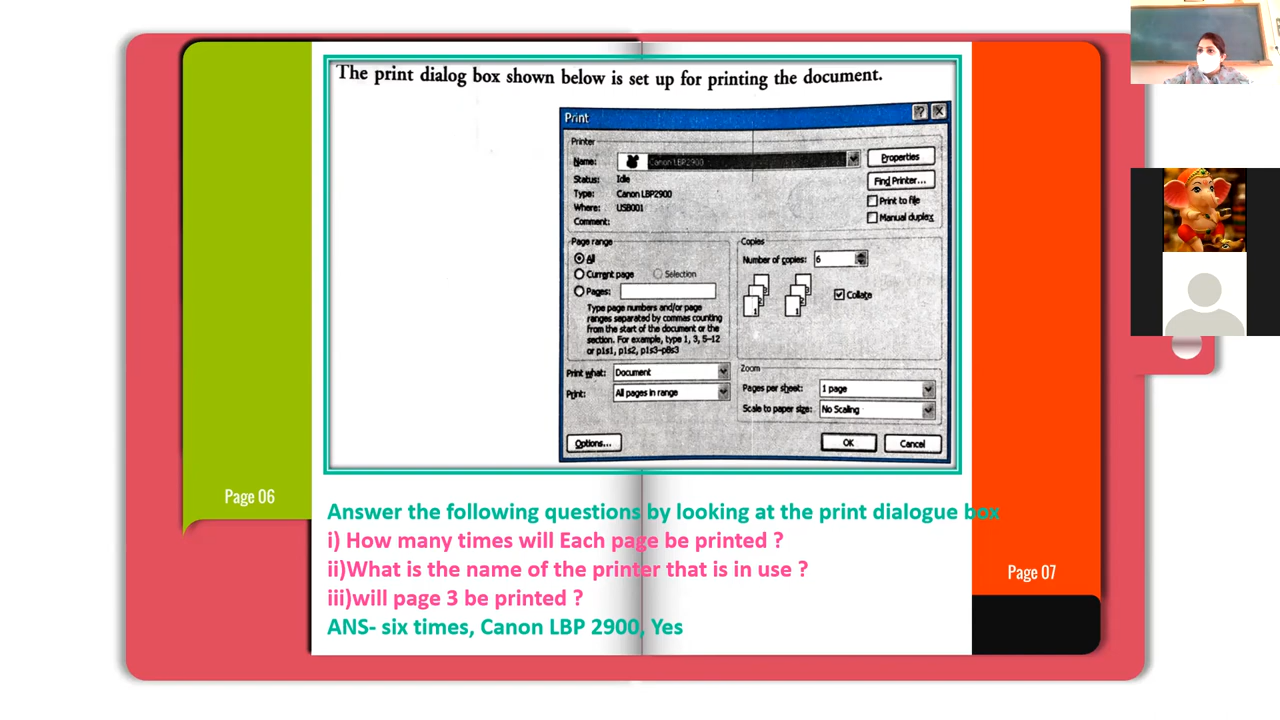 The print dialog box shown below is set up for printing the document.
Print
Printer
Name: Canon LBP2900
Properties
Status: Idle
Find Printer...
Type: Canon LBP2900
Print to file
Where: USB001
Manual duplex
Comment:
Page range
All
Current page Selection
Pages:
Type page numbers and/or page
ranges separated by commas counting
from the start of the document or the
section. For example, type 1, 3, 5-12
or p1s1, p1s2, p1s3-p8s3
Copies
Number of copies: 6
Collate
Print what: Document
Print: All pages in range
Zoom
Pages per sheet: 1 page
Scale to paper size: No Scaling
Options...
OK
Cancel
Page 06
Answer the following questions by looking at the print dialogue box
i) How many times will Each page be printed ?
ii)What is the name of the printer that is in use ?
iii)will page 3 be printed ?
ANS- six times, Canon LBP 2900, Yes
Page 07